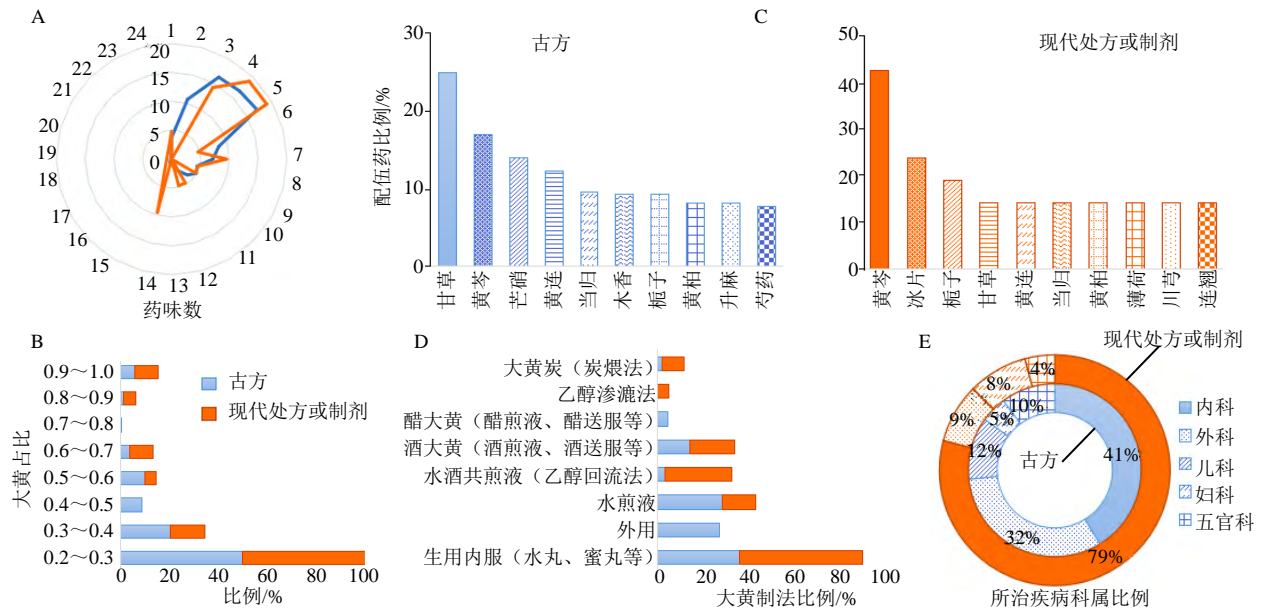 A
24
1
2
3
4
5
6
7
8
9
10
11
12
13
14
15
16
17
18
19
20
21
22
23
20
15
10
5
0
药味数
30
20
10
0
配伍药比例/%
古方
甘草
黄芩
芒硝
黄连
当归
木香
栀子
黄柏
升麻
芍药
C
50
40
30
20
10
0
现代处方或制剂
黄芩
冰片
栀子
甘草
黄连
当归
黄柏
薄荷
川芎
连翘
B
大黄占比
0.9～1.0
0.8～0.9
0.7～0.8
0.6～0.7
0.5～0.6
0.4～0.5
0.3～0.4
0.2～0.3
0 20 40 60 80 100
比例/%
古方
现代处方或制剂
D
大黄炭（炭煨法）
乙醇渗漉法
醋大黄（醋煎液、醋送服等）
酒大黄（酒煎液、酒送服等）
水酒共煎液（乙醇回流法）
水煎液
外用
生用内服（水丸、蜜丸等）
0 20 40 60 80 100
大黄制法比例/%
E
现代处方或制剂
古方
4%
8%
9%
10%
5%
12%
32%
41%
79%
内科
外科
儿科
妇科
五官科
所治疾病科属比例